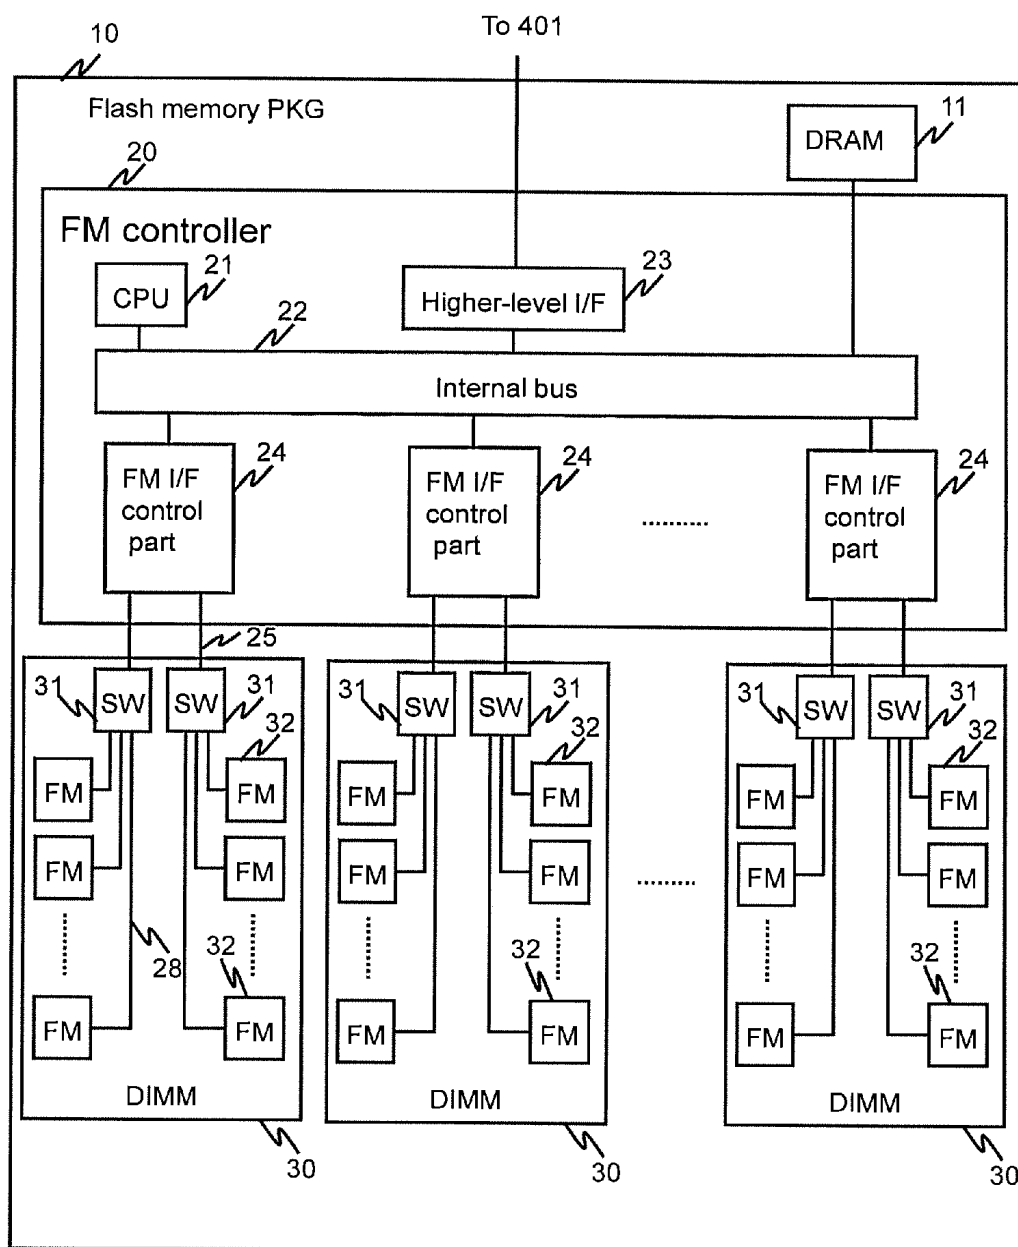 To 401
10
Flash memory PKG
11
DRAM
20
FM controller
21
CPU
23
Higher-level I/F
22
Internal bus
24
FM I/F
control
part
24
FM I/F
control
part
24
FM I/F
control
part
25
31
SW
SW
31
32
31
SW
SW
31
32
31
SW
SW
31
32
FM
FM
FM
FM
FM
FM
FM
FM
FM
FM
FM
FM
28
32
32
32
FM
FM
FM
FM
FM
FM
DIMM
DIMM
DIMM
30
30
30